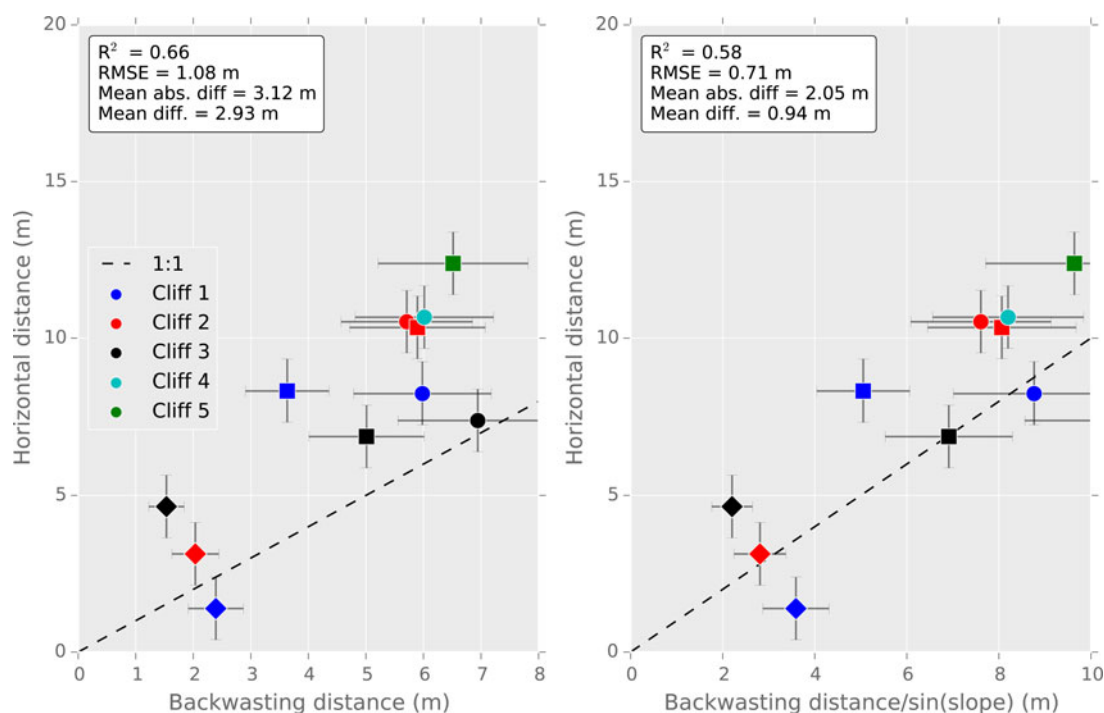 20
15
10
5
0
Horizontal distance (m)
R² = 0.66
RMSE = 1.08 m
Mean abs. diff = 3.12 m
Mean diff. = 2.93 m
1:1
Cliff 1
Cliff 2
Cliff 3
Cliff 4
Cliff 5
0 1 2 3 4 5 6 7 8
Backwasting distance (m)
20
15
10
5
0
Horizontal distance (m)
R² = 0.58
RMSE = 0.71 m
Mean abs. diff = 2.05 m
Mean diff. = 0.94 m
0 2 4 6 8 10
Backwasting distance/sin(slope) (m)